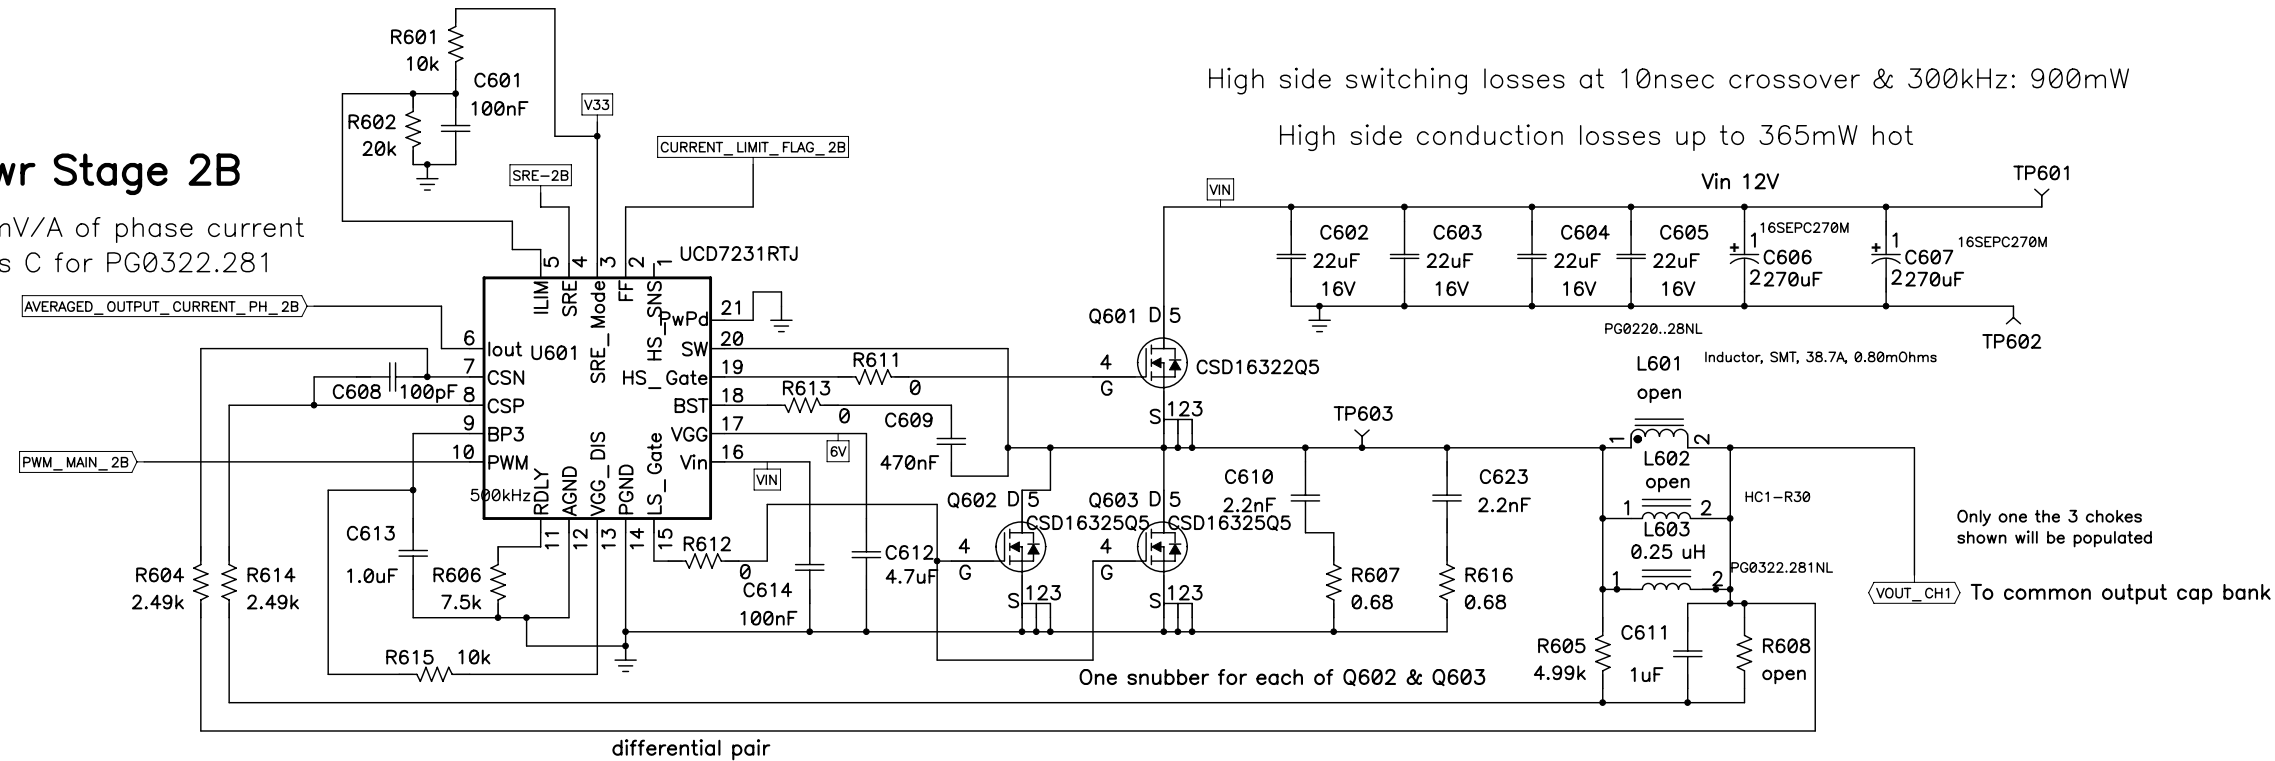 R601
10k
C601
100nF
R602
20k
V33
High side switching losses at 10nsec crossover & 300kHz: 900mW
High side conduction losses up to 365mW hot
CURRENT_LIMIT_FLAG_2B
SRE-2B
wr Stage 2B
mV/A of phase current
s C for PG0322.281
VIN
Vin 12V
TP601
C602
22uF
16V
C603
22uF
16V
C604
22uF
16V
C605
22uF
16V
+
1
16SEPC270M
C606
2 270uF
+
1
16SEPC270M
C607
2 270uF
TP602
UCD7231RTJ
5
4
3
2
1
ILIM
SRE
SRE_Mode
FF
HS_SNS
PwPd
21
AVERAGED_OUTPUT_CURRENT_PH_2B
6
Iout
U601
SW
20
7
CSN
HS_Gate
19
C608
100pF
8
CSP
BST
18
9
BP3
VGG
17
PWM_MAIN_2B
10
PWM
Vin
16
500kHz
RDLY
AGND
VGG_DIS
PGND
LS_Gate
11
12
13
14
15
R611
0
R613
0
C609
470nF
6V
VIN
Q601
D 5
4
G
CSD16322Q5
S
123
TP603
PG0220..28NL
Inductor, SMT, 38.7A, 0.80mOhms
L601
open
1
2
L602
open
1
2
HC1-R30
L603
0.25 uH
1
2
PG0322.281NL
Only one the 3 chokes
shown will be populated
VOUT_CH1
To common output cap bank
C610
2.2nF
C623
2.2nF
Q602
D 5
CSD16325Q5
4
G
S
123
Q603
D 5
CSD16325Q5
4
G
S
123
R607
0.68
R616
0.68
C613
1.0uF
R606
7.5k
R612
0
C614
100nF
C612
4.7uF
R604
2.49k
R614
2.49k
R615
10k
R605
4.99k
C611
1uF
R608
open
One snubber for each of Q602 & Q603
differential pair